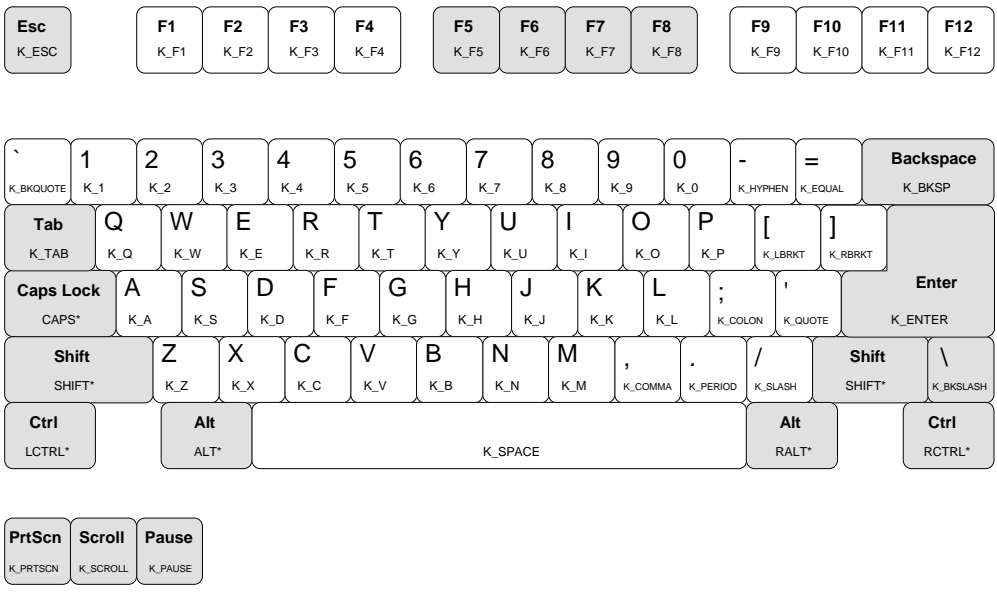 Esc F1 F2 F3 F4 F5 F6 F7 F8 F9 F10 F11 F12
K_ESC K_F1 K_F2 K_F3 K_F4 K_F5 K_F6 K_F7 K_F8 K_F9 K_F10 K_F11 K_F12
` 1 2 3 4 5 6 7 8 9 0 - = Backspace
K_BKQUOTE K_1 K_2 K_3 K_4 K_5 K_6 K_7 K_8 K_9 K_0 K_HYPHEN K_EQUAL K_BKSP
Tab Q W E R T Y U I O P [ ]
K_TAB K_Q K_W K_E K_R K_T K_Y K_U K_I K_O K_P K_LBRKT K_RBRKT
Caps Lock A S D F G H J K L ; ' Enter
CAPS* K_A K_S K_D K_F K_G K_H K_J K_K K_L K_COLON K_QUOTE K_ENTER
Shift Z X C V B N M , . / Shift \
SHIFT* K_Z K_X K_C K_V K_B K_N K_M K_COMMA K_PERIOD K_SLASH SHIFT* K_BKSLASH
Ctrl Alt Alt Ctrl
LCTRL* ALT* K_SPACE RALT* RCTRL*
PrtScn Scroll Pause
K_PRTSCN K_SCROLL K_PAUSE